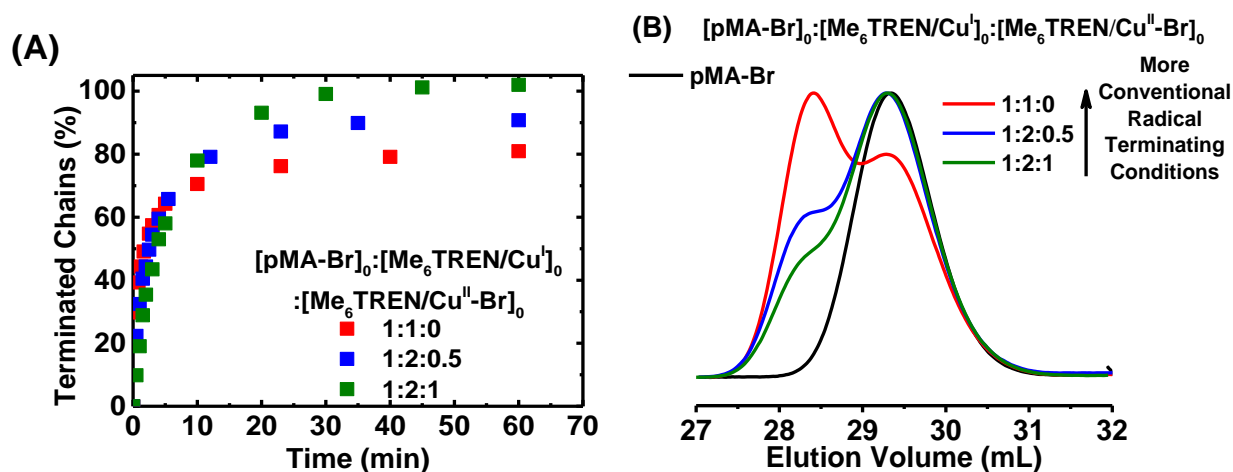 (A)
Terminated Chains (%)
100
80
60
40
20
0
[pMA-Br]₀:[Me₆TREN/Cuᴵ]₀
:[Me₆TREN/Cuᴵᴵ-Br]₀
1:1:0
1:2:0.5
1:2:1
0 10 20 30 40 50 60 70
Time (min)
(B)
[pMA-Br]₀:[Me₆TREN/Cuᴵ]₀:[Me₆TREN/Cuᴵᴵ-Br]₀
pMA-Br
1:1:0
1:2:0.5
1:2:1
More
Conventional
Radical
Terminating
Conditions
27 28 29 30 31 32
Elution Volume (mL)